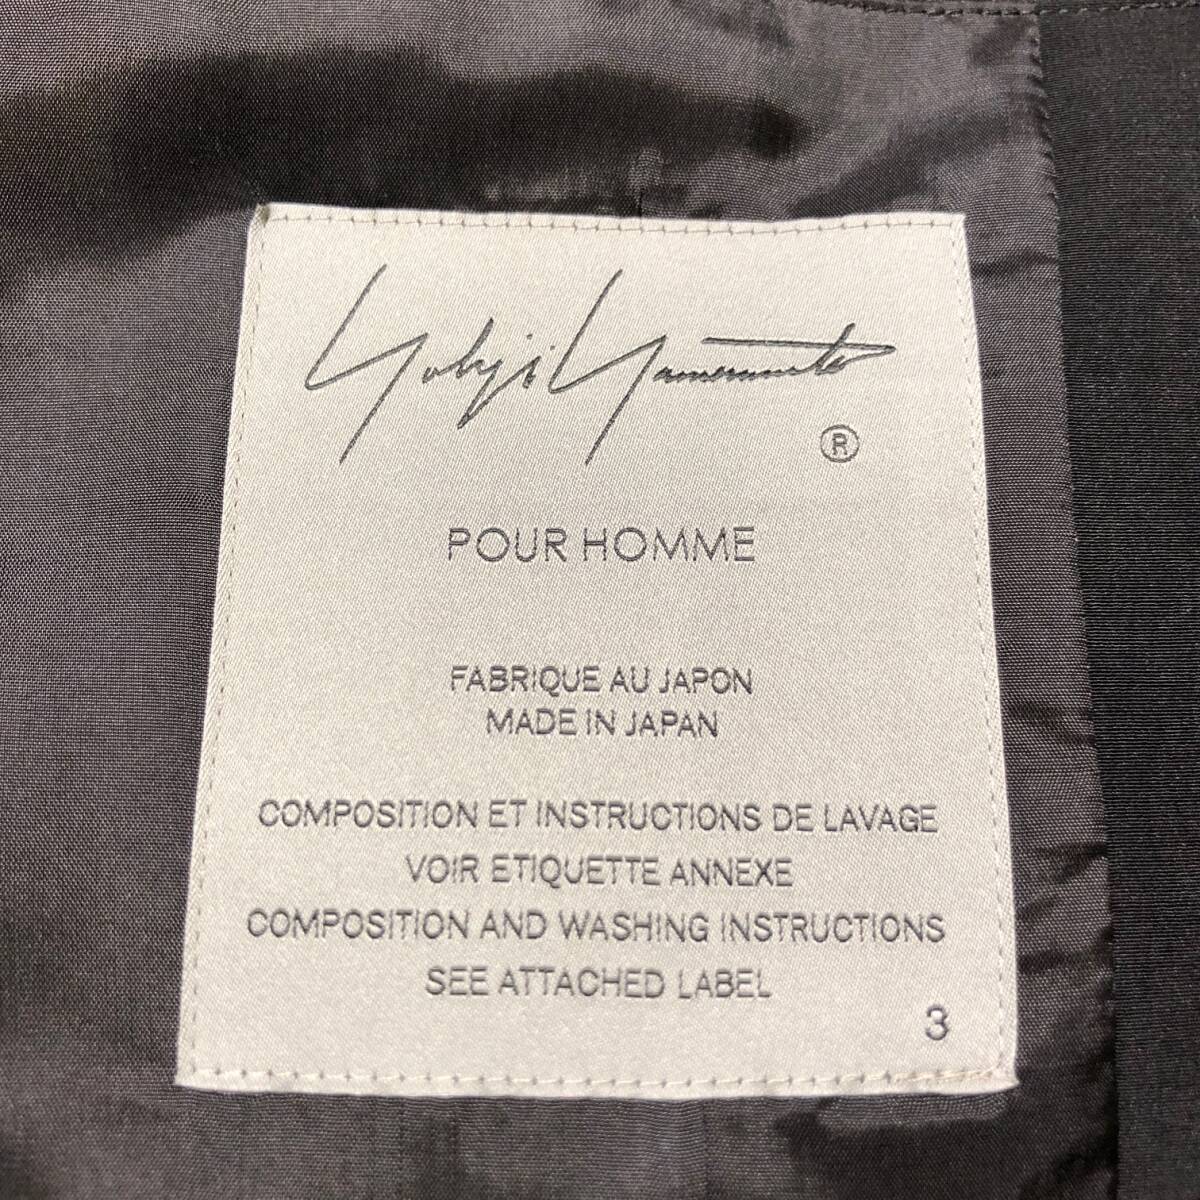 Yohji Yamamoto
®
POUR HOMME
FABRIQUE AU JAPON
MADE IN JAPAN
COMPOSITION ET INSTRUCTIONS DE LAVAGE
VOIR ETIQUETTE ANNEXE
COMPOSITION AND WASHING INSTRUCTIONS
SEE ATTACHED LABEL
3